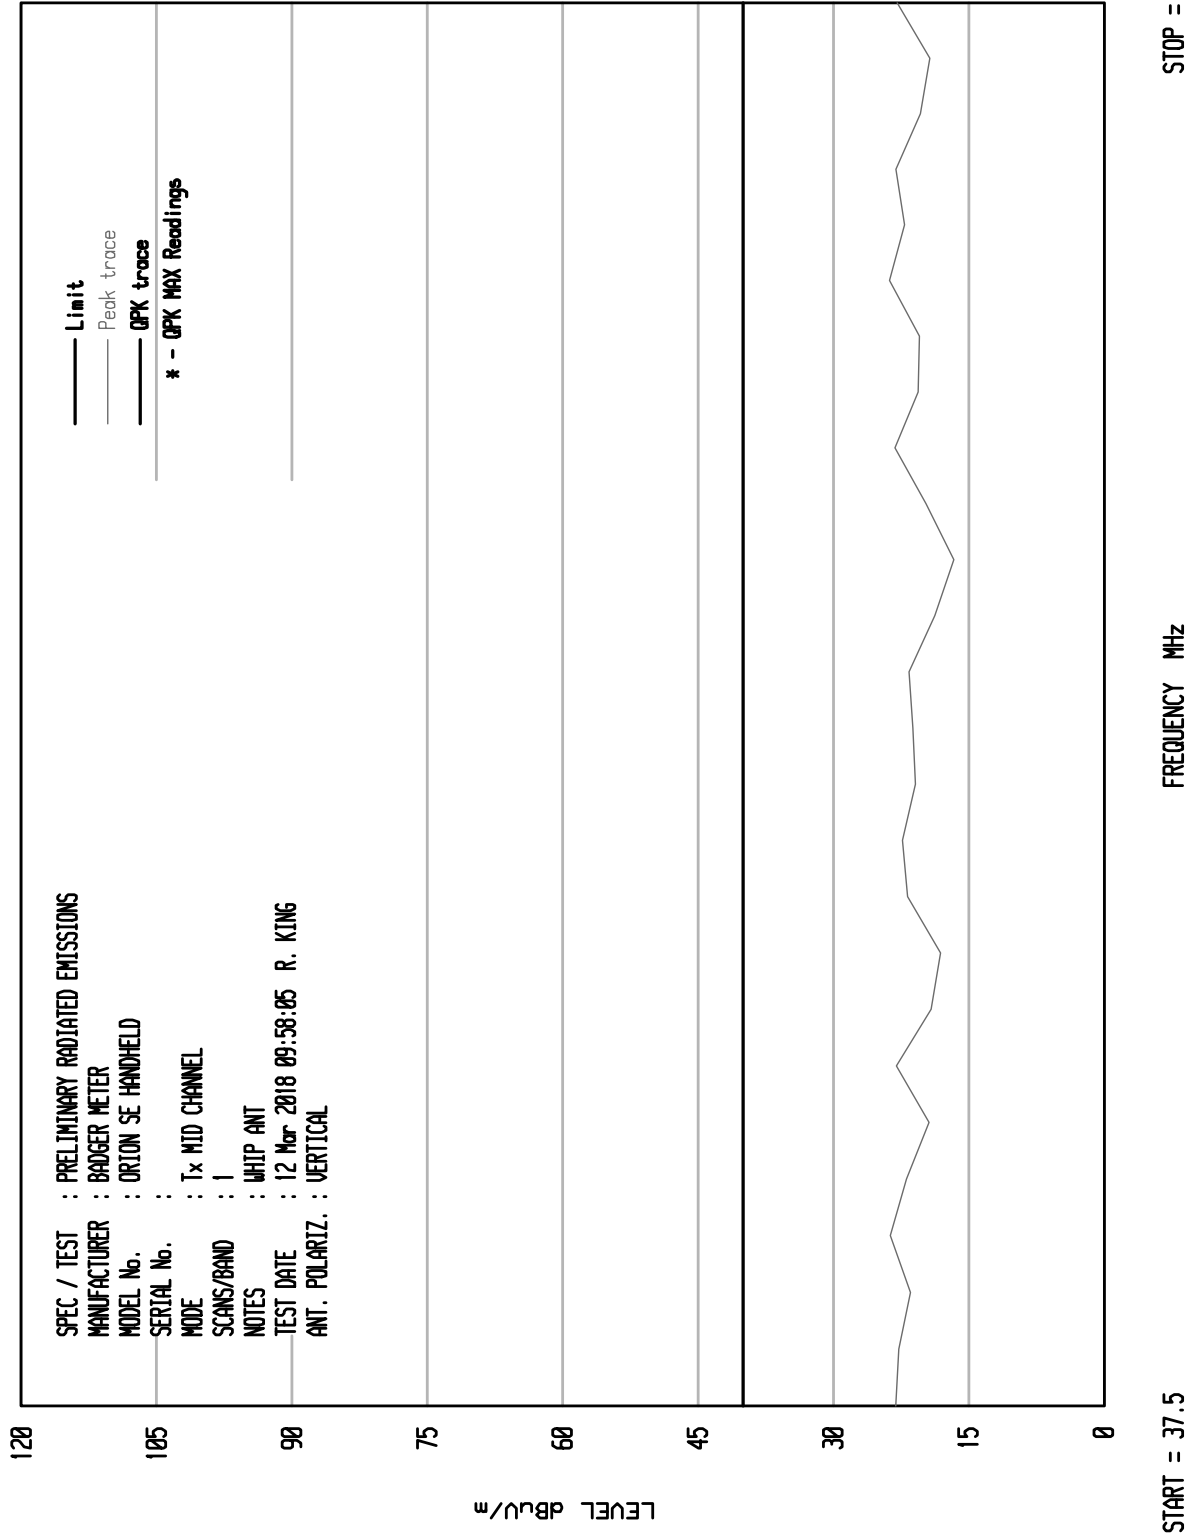 SPEC / TEST : PRELIMINARY RADIATED EMISSIONS
MANUFACTURER : BADGER METER
MODEL No. : ORION SE HANDHELD
SERIAL No. :
MODE : Tx MID CHANNEL
SCANS/BAND : 1
NOTES : WHIP ANT
TEST DATE : 12 Mar 2018 09:58:05 R. KING
ANT. POLARIZ. : VERTICAL
Limit
Peak trace
QPK trace
* - QPK MAX Readings
LEVEL dBuV/m
120
105
90
75
60
45
30
15
0
START = 37.5
FREQUENCY MHz
STOP =